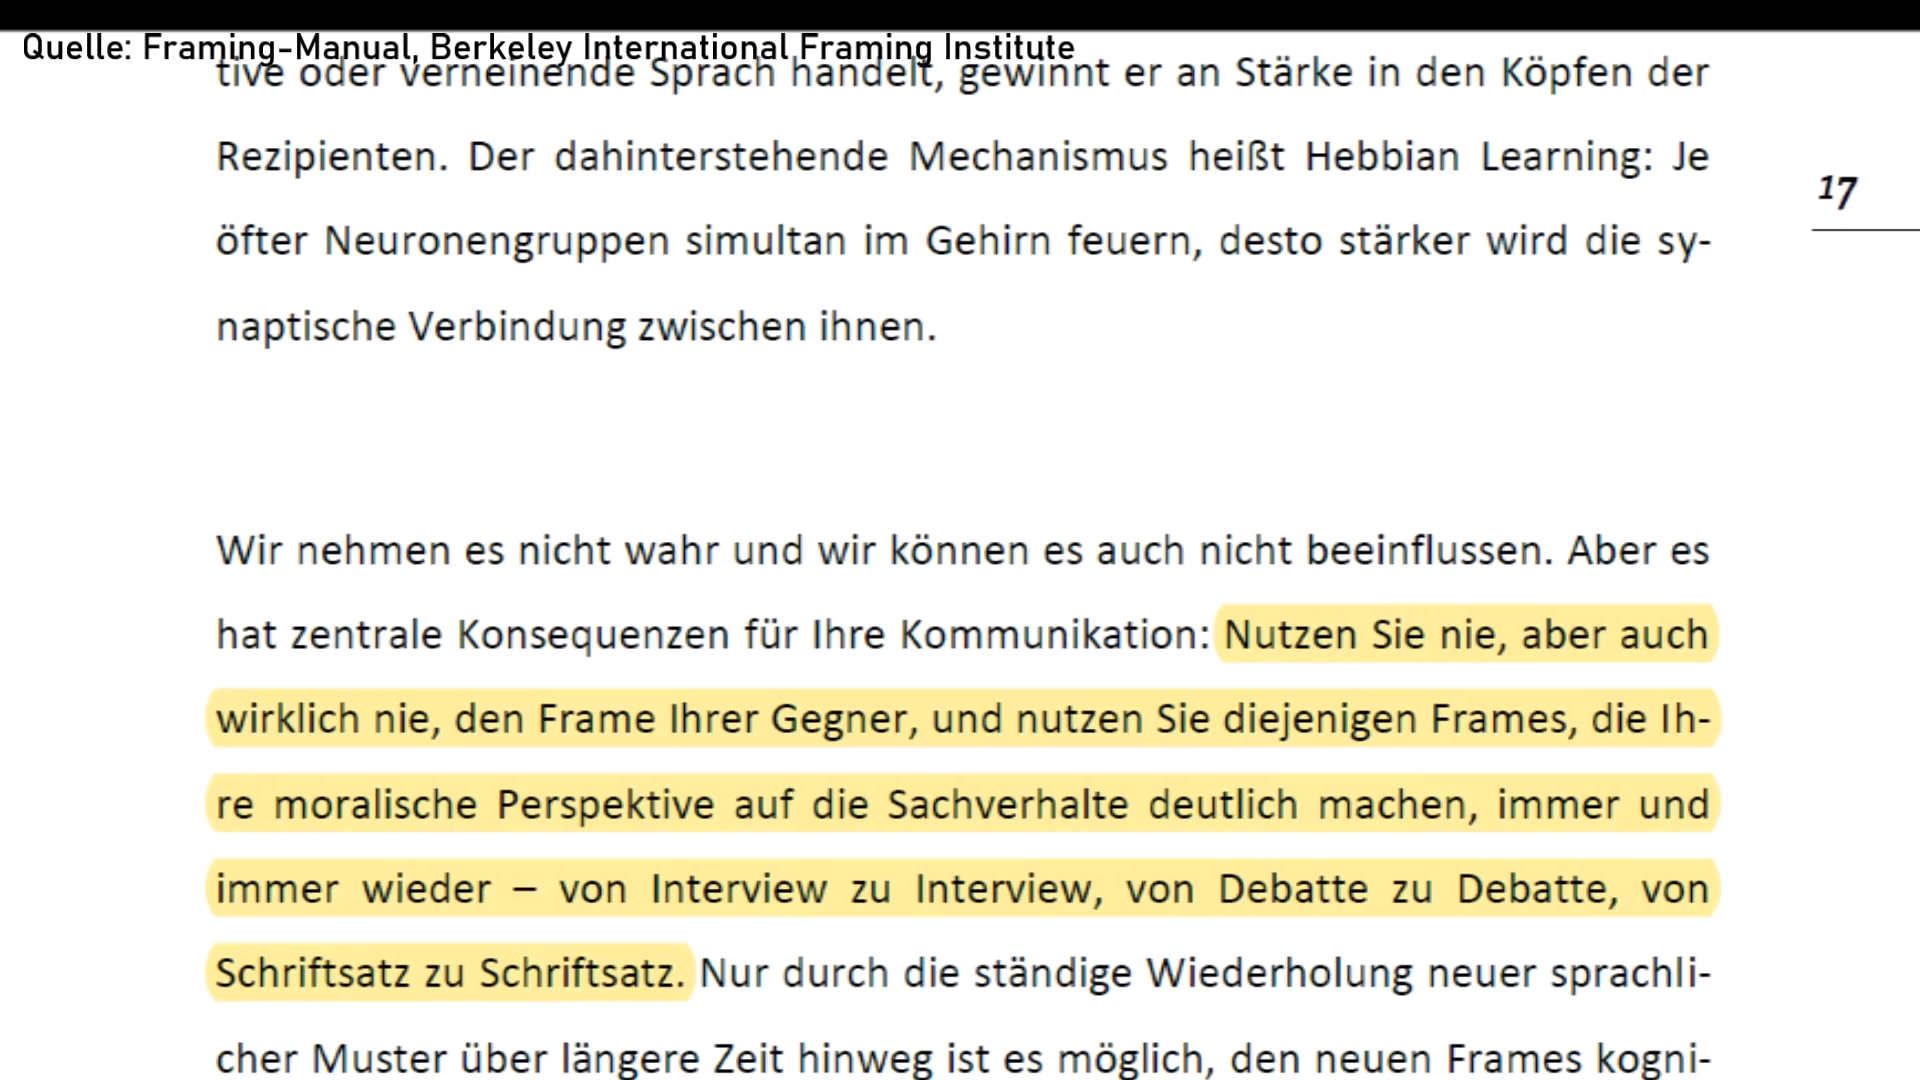 Quelle: Framing-Manual, Berkeley International Framing Institute
tive oder verneinende Sprach handelt, gewinnt er an Stärke in den Köpfen der
Rezipienten. Der dahinterstehende Mechanismus heißt Hebbian Learning: Je
17
öfter Neuronengruppen simultan im Gehirn feuern, desto stärker wird die sy-
naptische Verbindung zwischen ihnen.
Wir nehmen es nicht wahr und wir können es auch nicht beeinflussen. Aber es
hat zentrale Konsequenzen für Ihre Kommunikation: Nutzen Sie nie, aber auch
wirklich nie, den Frame Ihrer Gegner, und nutzen Sie diejenigen Frames, die Ih-
re moralische Perspektive auf die Sachverhalte deutlich machen, immer und
immer wieder – von Interview zu Interview, von Debatte zu Debatte, von
Schriftsatz zu Schriftsatz. Nur durch die ständige Wiederholung neuer sprachli-
cher Muster über längere Zeit hinweg ist es möglich, den neuen Frames kogni-